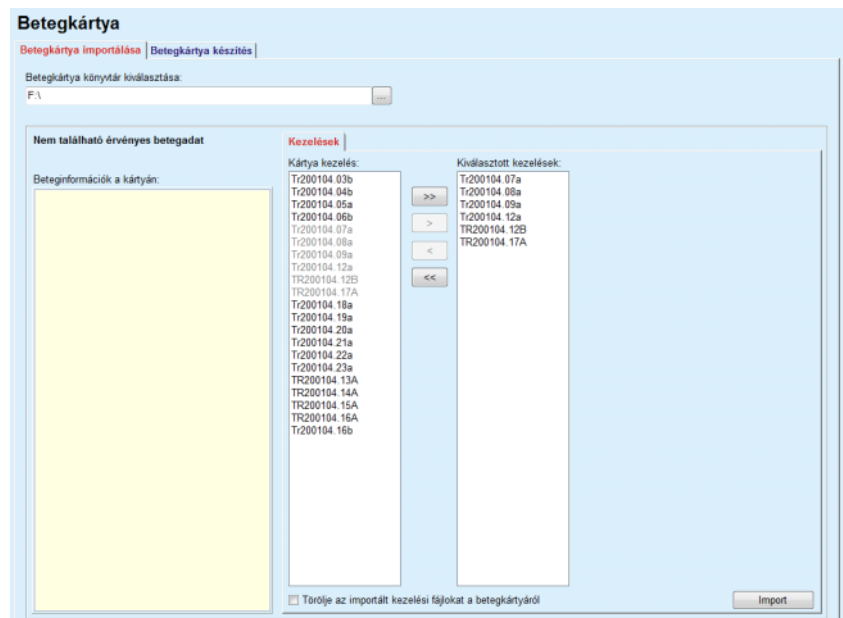 Betegkártya
Betegkártya importálása Betegkártya készítés
Betegkártya könyvtár kiválasztása:
F:\ ...
Nem található érvényes betegadat
Beteginformációk a kártyán:
Kezelések
Kártya kezelés:
Tr200104.03b
Tr200104.04b
Tr200104.05a
Tr200104.06b
Tr200104.07a
Tr200104.08a
Tr200104.09a
Tr200104.12a
TR200104.12B
TR200104.17A
Tr200104.18a
Tr200104.19a
Tr200104.20a
Tr200104.21a
Tr200104.22a
Tr200104.23a
TR200104.13A
TR200104.14A
TR200104.15A
TR200104.16A
Tr200104.16b
>>
>
<
<<
Kiválasztott kezelések:
Tr200104.07a
Tr200104.08a
Tr200104.09a
Tr200104.12a
TR200104.12B
TR200104.17A
Törölje az importált kezelési fájlokat a betegkártyáról
Import